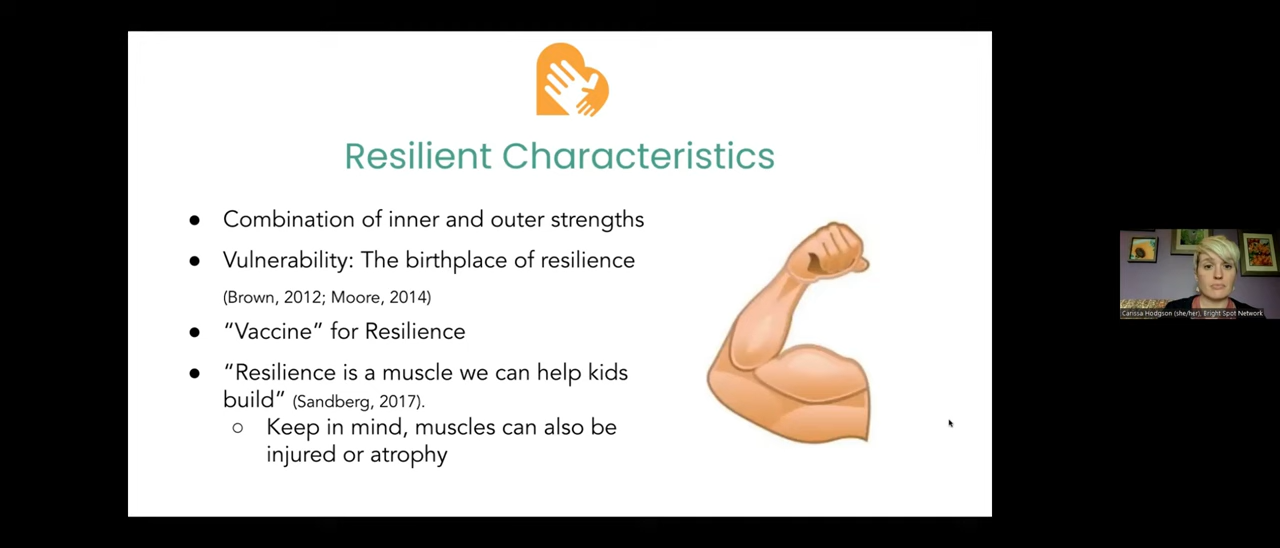 Resilient Characteristics
● Combination of inner and outer strengths
● Vulnerability: The birthplace of resilience
(Brown, 2012; Moore, 2014)
● “Vaccine” for Resilience
● “Resilience is a muscle we can help kids
build” (Sandberg, 2017).
○ Keep in mind, muscles can also be
injured or atrophy
Carissa Hodgson (she/her), Bright Spot Network